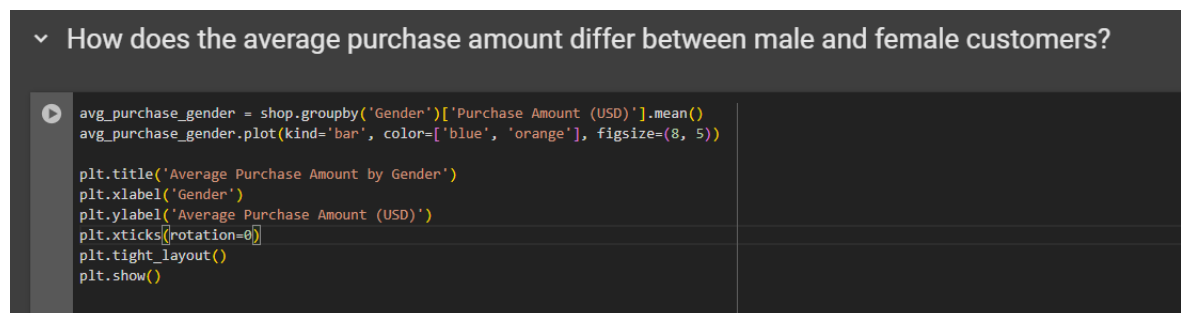 How does the average purchase amount differ between male and female customers?
avg_purchase_gender = shop.groupby('Gender')['Purchase Amount (USD)'].mean()
avg_purchase_gender.plot(kind='bar', color=['blue', 'orange'], figsize=(8, 5))
plt.title('Average Purchase Amount by Gender')
plt.xlabel('Gender')
plt.ylabel('Average Purchase Amount (USD)')
plt.xticks(rotation=0)
plt.tight_layout()
plt.show()